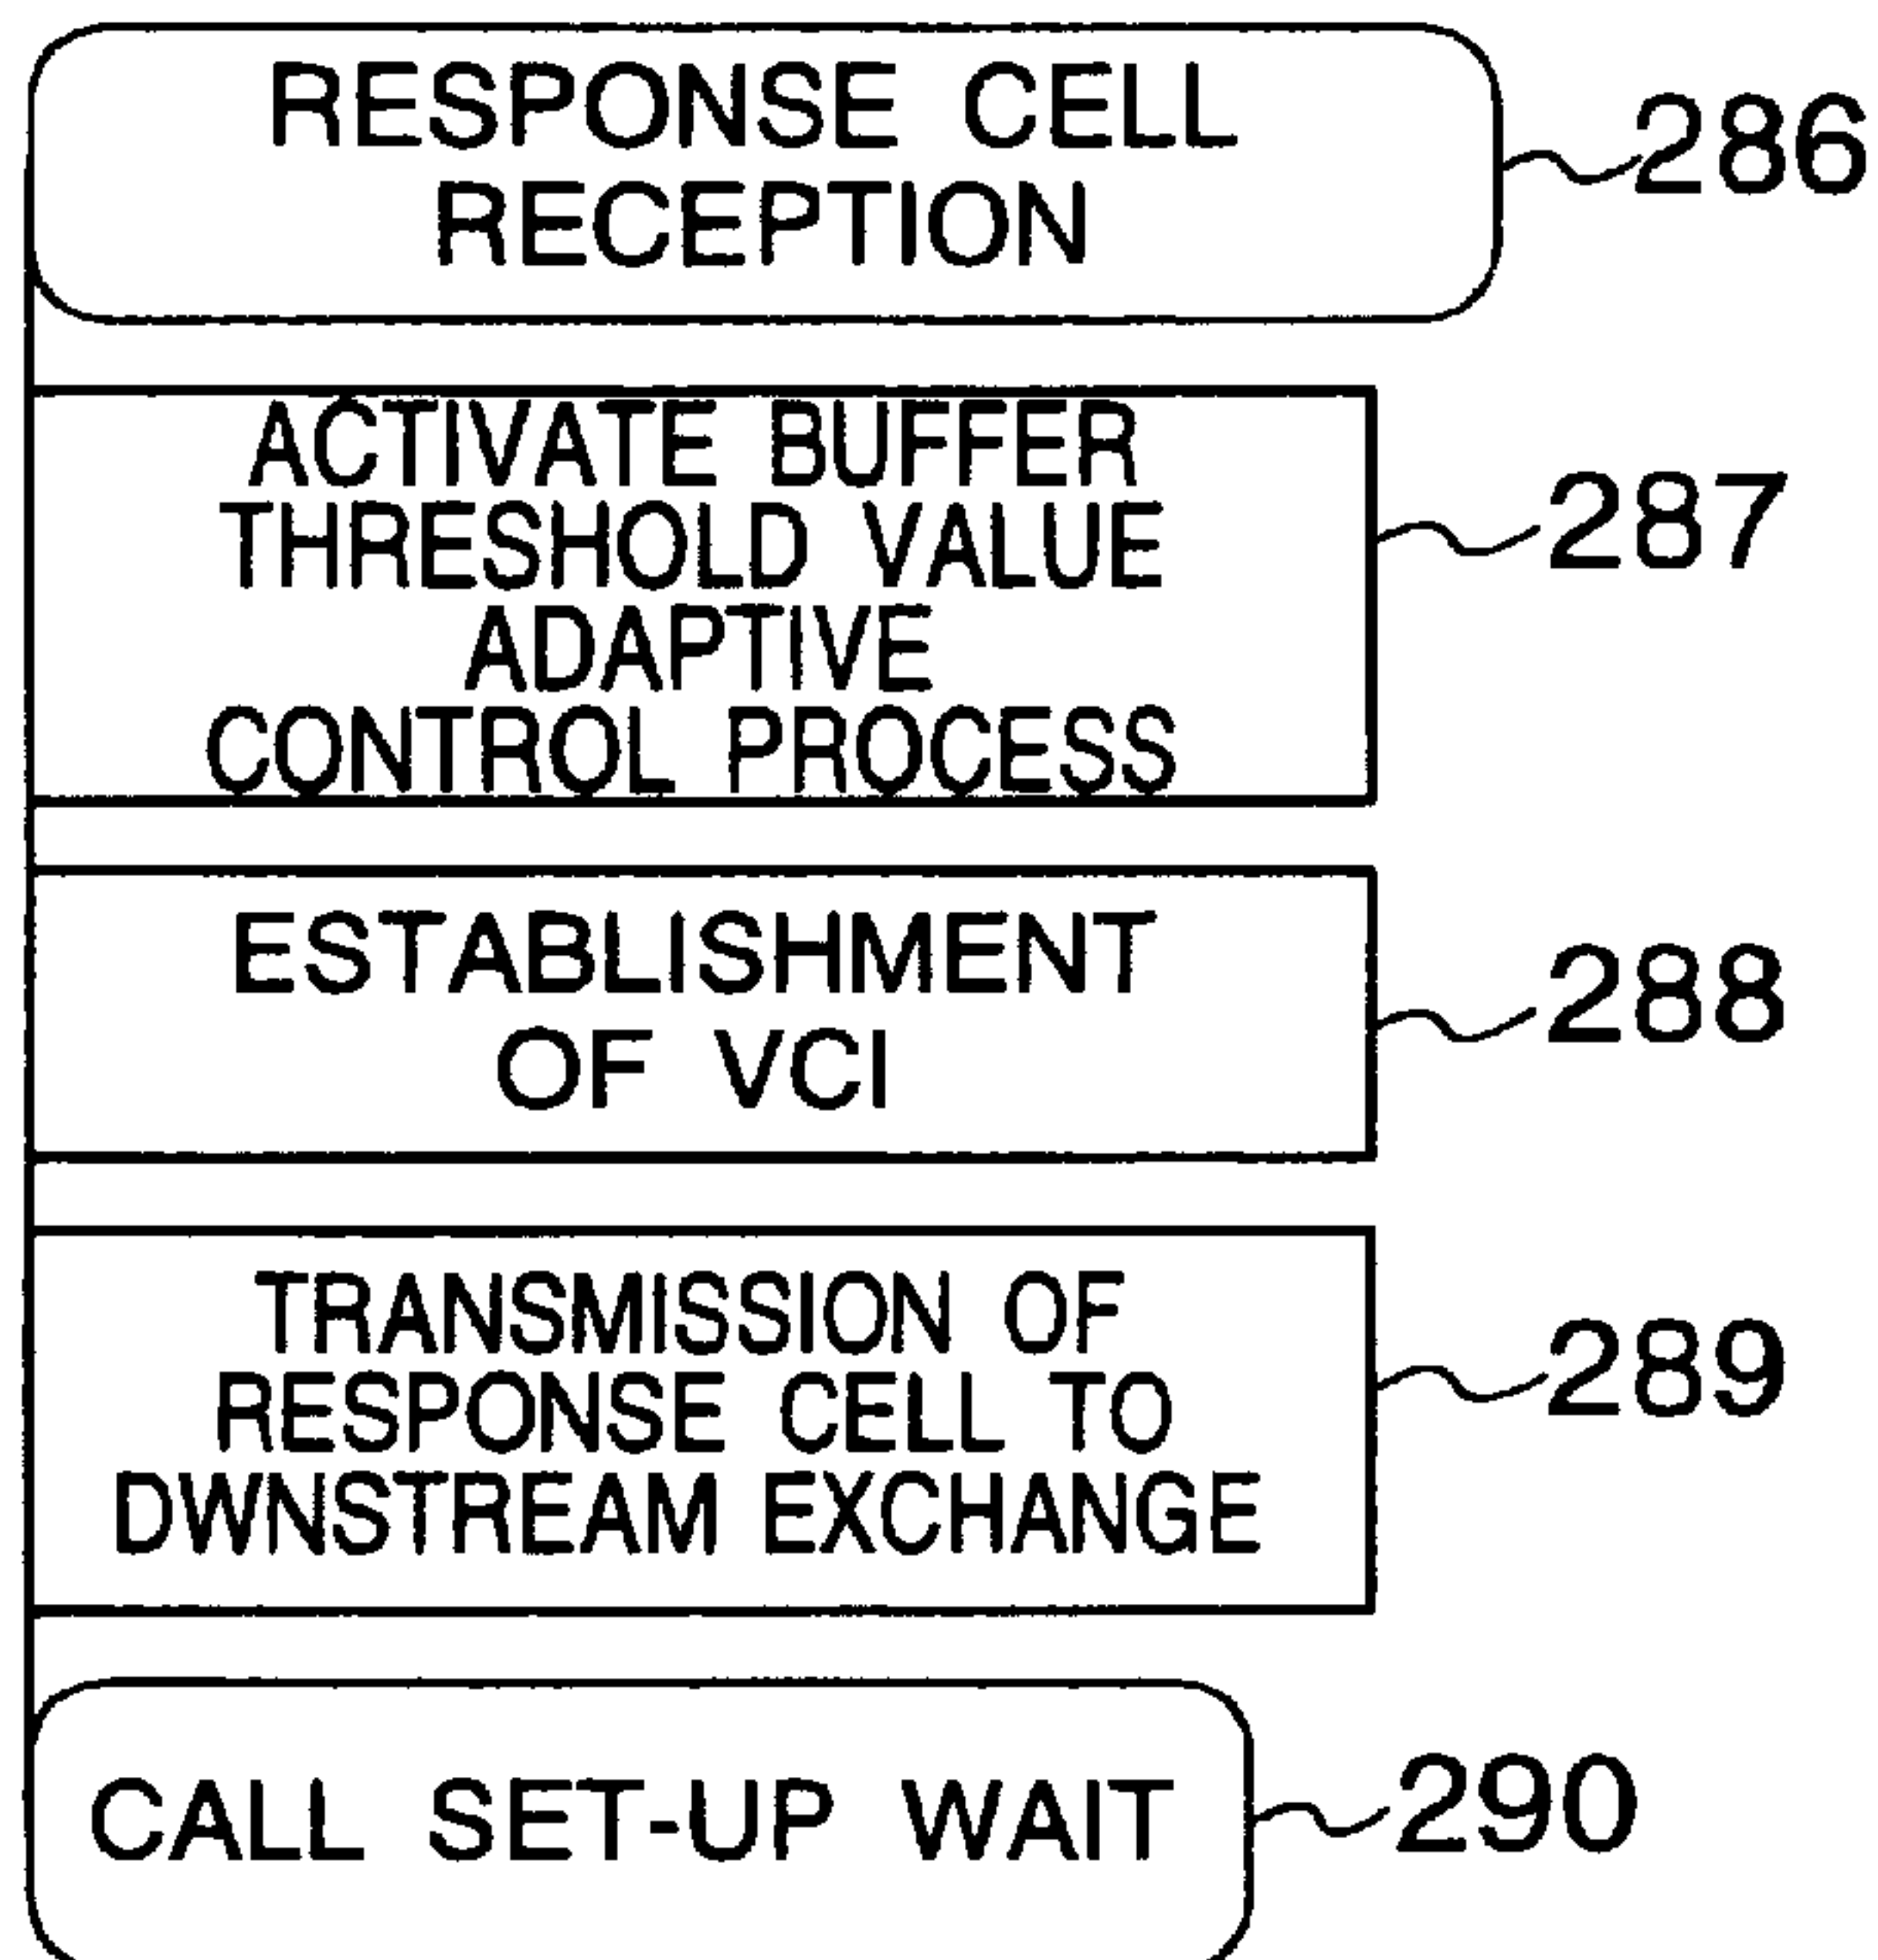 RESPONSE CELL
RECEPTION
286
ACTIVATE BUFFER
THRESHOLD VALUE
ADAPTIVE
CONTROL PROCESS
287
ESTABLISHMENT
OF VCI
288
TRANSMISSION OF
RESPONSE CELL TO
DWNSTREAM EXCHANGE
289
CALL SET-UP WAIT
290